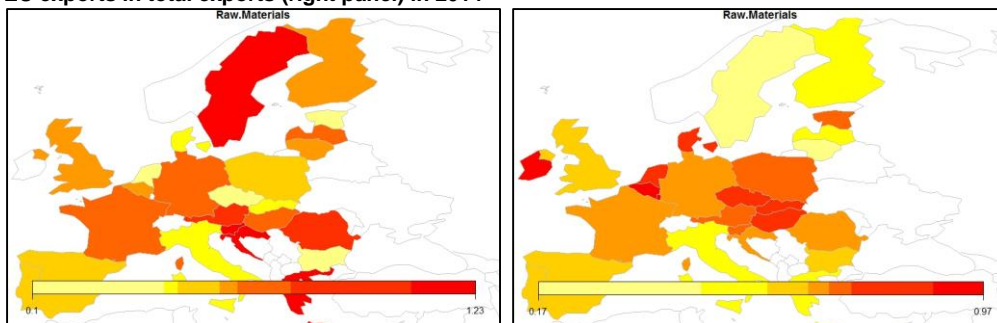 EU exports in total exports (right panel) in 2014
Raw.Materials
0.1
1.23
Raw.Materials
0.17
0.97